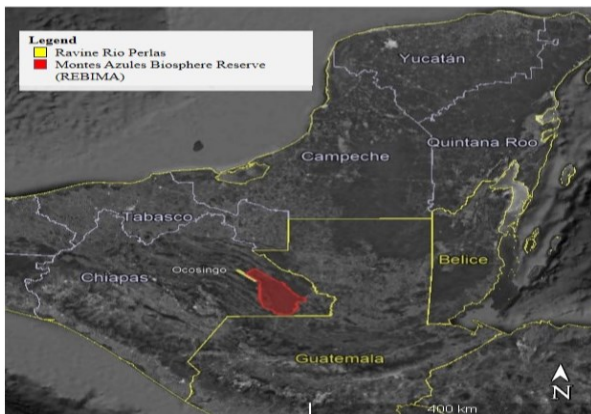 Legend
Ravine Rio Perlas
Montes Azules Biosphere Reserve
(REBIMA)
Yucatán
Quintana Roo
Campeche
Tabasco
Belice
Ocosingo
Chiapas
Guatemala
N
400 km